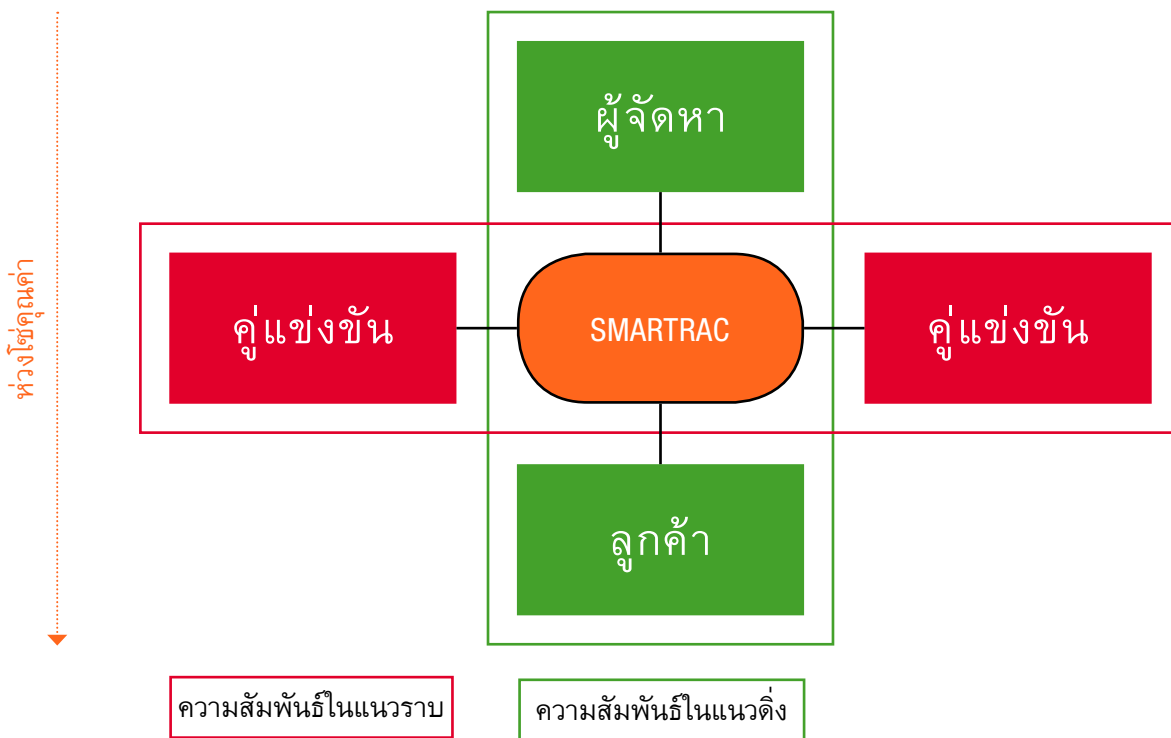 ผู้จัดหา
ห่วงโซ่คุณค่า
คู่แข่งขัน
SMARTRAC
คู่แข่งขัน
ลูกค้า
ความสัมพันธ์ในแนวราบ
ความสัมพันธ์ในแนวดิ่ง